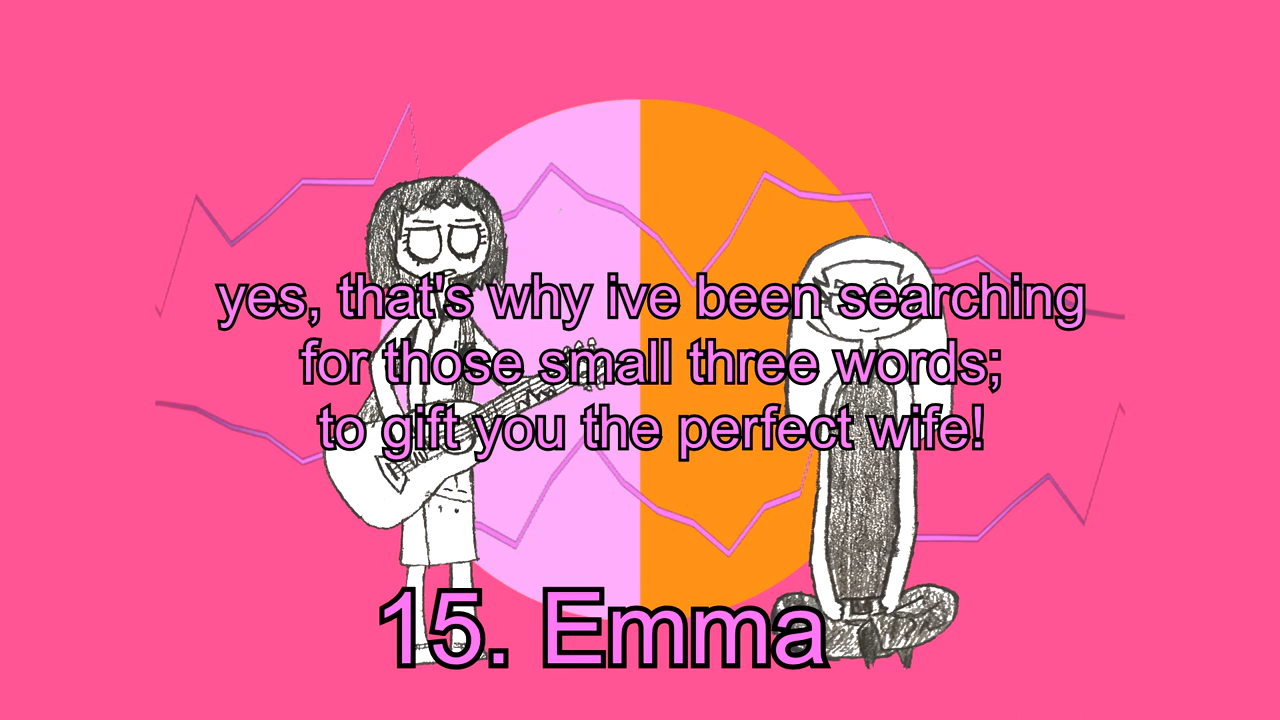 yes, that's why ive been searching
for those small three words;
to gift you the perfect wife!
15. Emma